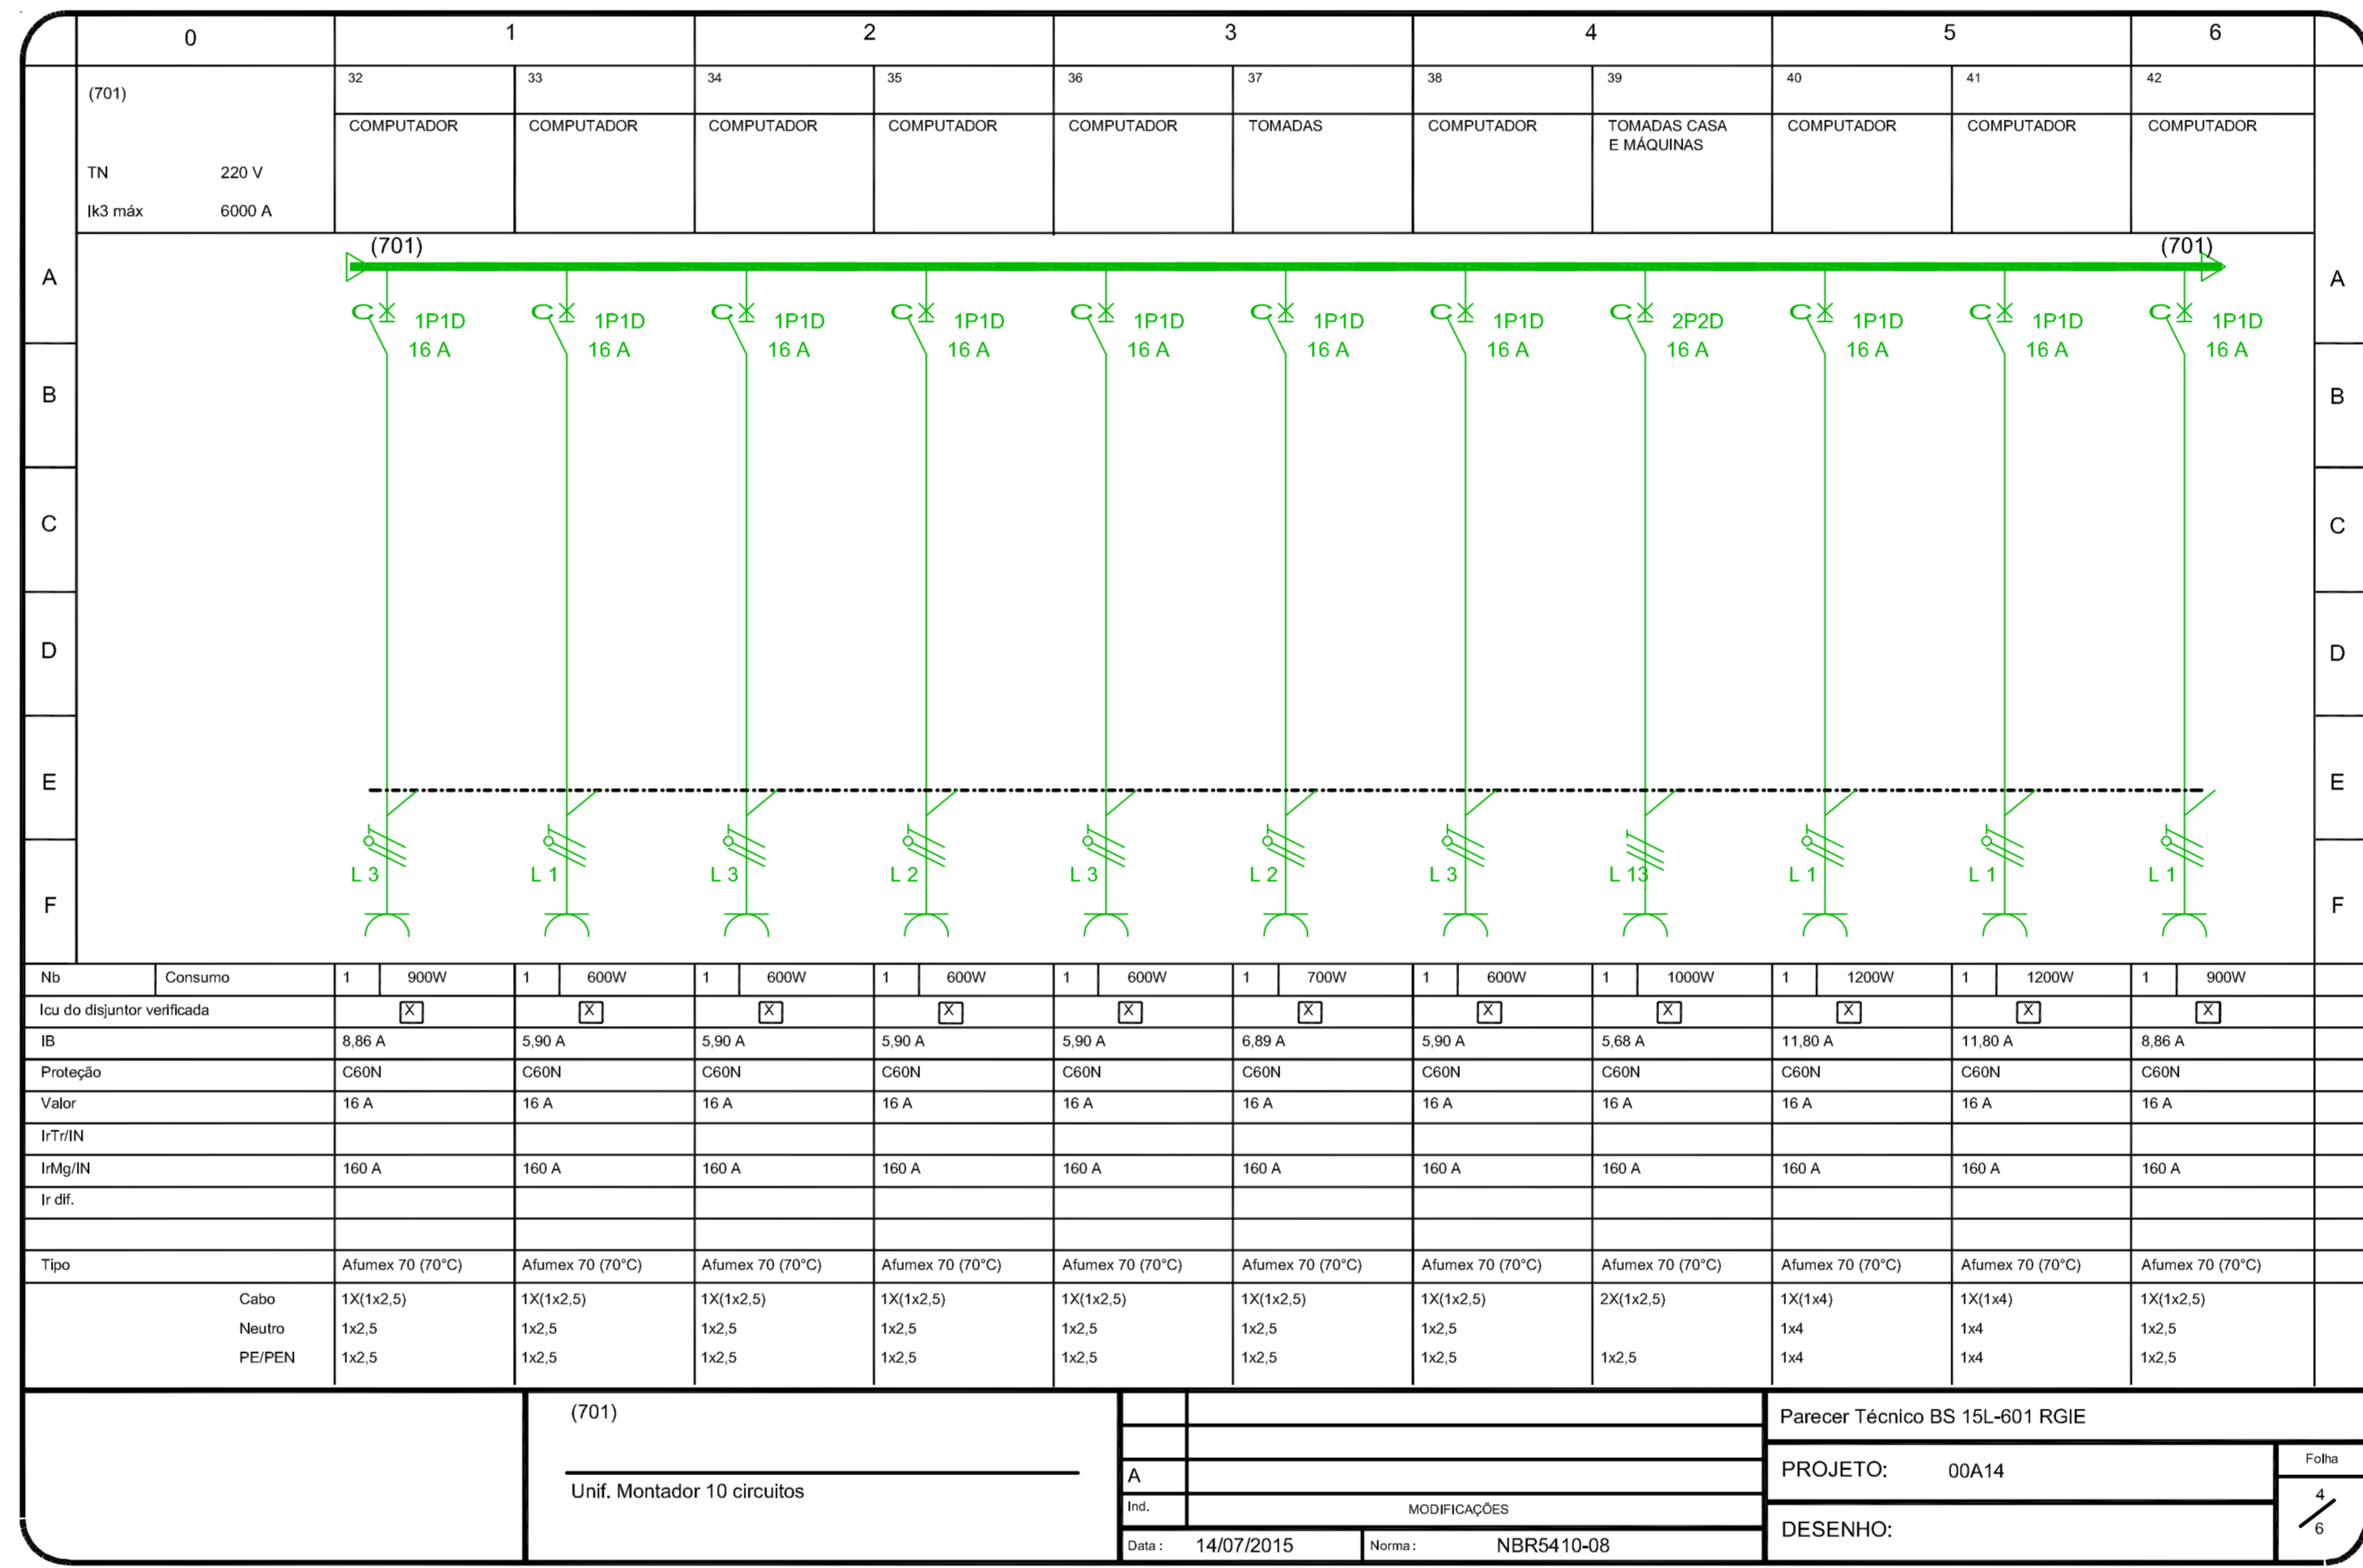 0 1 2 3 4 5 6
(701)
TN 220 V
Ik3 máx 6000 A
32 33 34 35 36 37 38 39 40 41 42
COMPUTADOR COMPUTADOR COMPUTADOR COMPUTADOR COMPUTADOR TOMADAS COMPUTADOR TOMADAS CASA COMPUTADOR COMPUTADOR COMPUTADOR
E MÁQUINAS
(701) (701)
A A
C 1P1D C 1P1D C 1P1D C 1P1D C 1P1D C 1P1D C 1P1D C 2P2D C 1P1D C 1P1D C 1P1D
16 A 16 A 16 A 16 A 16 A 16 A 16 A 16 A 16 A 16 A 16 A
B B
C C
D D
E E
L 3 L 1 L 3 L 2 L 3 L 2 L 3 L 13 L 1 L 1 L 1
F F
Nb Consumo 1 900W 1 600W 1 600W 1 600W 1 600W 1 700W 1 600W 1 1000W 1 1200W 1 1200W 1 900W
Icu do disjuntor verificada X X X X X X X X X X X
IB 8,86 A 5,90 A 5,90 A 5,90 A 5,90 A 6,89 A 5,90 A 5,68 A 11,80 A 11,80 A 8,86 A
Proteção C60N C60N C60N C60N C60N C60N C60N C60N C60N C60N C60N
Valor 16 A 16 A 16 A 16 A 16 A 16 A 16 A 16 A 16 A 16 A 16 A
IrTr/IN
IrMg/IN 160 A 160 A 160 A 160 A 160 A 160 A 160 A 160 A 160 A 160 A 160 A
Ir dif.
Tipo Afumex 70 (70°C) Afumex 70 (70°C) Afumex 70 (70°C) Afumex 70 (70°C) Afumex 70 (70°C) Afumex 70 (70°C) Afumex 70 (70°C) Afumex 70 (70°C) Afumex 70 (70°C) Afumex 70 (70°C) Afumex 70 (70°C)
Cabo 1X(1x2,5) 1X(1x2,5) 1X(1x2,5) 1X(1x2,5) 1X(1x2,5) 1X(1x2,5) 1X(1x2,5) 2X(1x2,5) 1X(1x4) 1X(1x4) 1X(1x2,5)
Neutro 1x2,5 1x2,5 1x2,5 1x2,5 1x2,5 1x2,5 1x2,5 1x4 1x4 1x2,5
PE/PEN 1x2,5 1x2,5 1x2,5 1x2,5 1x2,5 1x2,5 1x2,5 1x2,5 1x4 1x4 1x2,5
(701)
Unif. Montador 10 circuitos
A
Ind. MODIFICAÇÕES
Data : 14/07/2015 Norma : NBR5410-08
Parecer Técnico BS 15L-601 RGIE
PROJETO: 00A14
DESENHO:
Folha
4
6